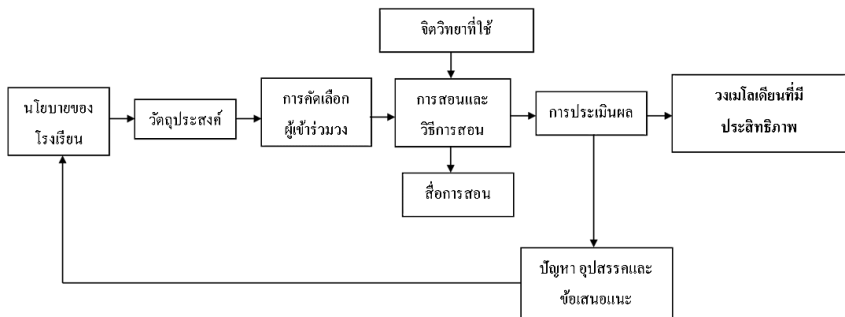 จิตวิทยาที่ใช้
นโยบายของ
โรงเรียน
วัตถุประสงค์
การคัดเลือก
ผู้เข้าร่วมวง
การสอนและ
วิธีการสอน
การประเมินผล
วงเมโลเดียนที่มี
ประสิทธิภาพ
สื่อการสอน
ปัญหา อุปสรรคและ
ข้อเสนอแนะ